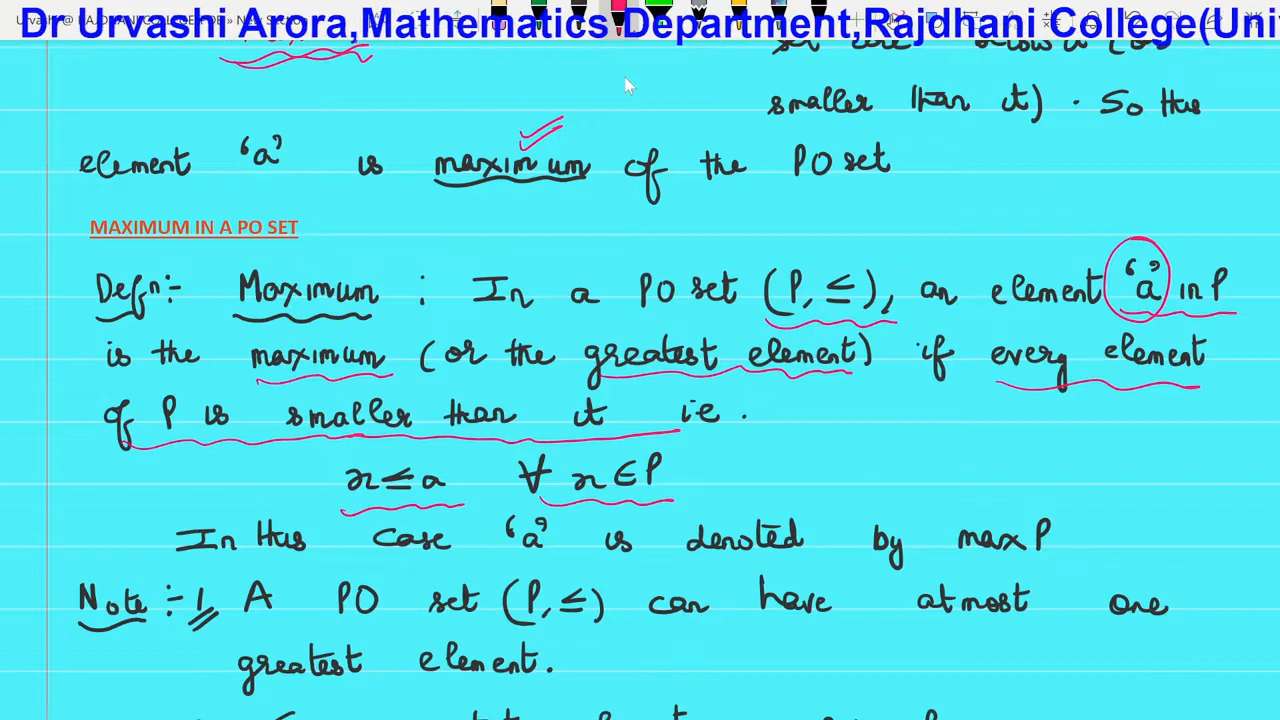 Dr Urvashi Arora,Mathematics Department,Rajdhani College(Uni
smaller than it) . So this
element 'a' is maximum of the PO set
MAXIMUM IN A PO SET
Defn:- Maximum : In a PO set (P, ≤), an element 'a' in P
is the maximum (or the greatest element) if every element
of P is smaller than it ie .
x ≤ a ∀ x ∈ P
In this case 'a' is denoted by max P
Note :- 1, A PO set (P, ≤) can have atmost one
greatest element.